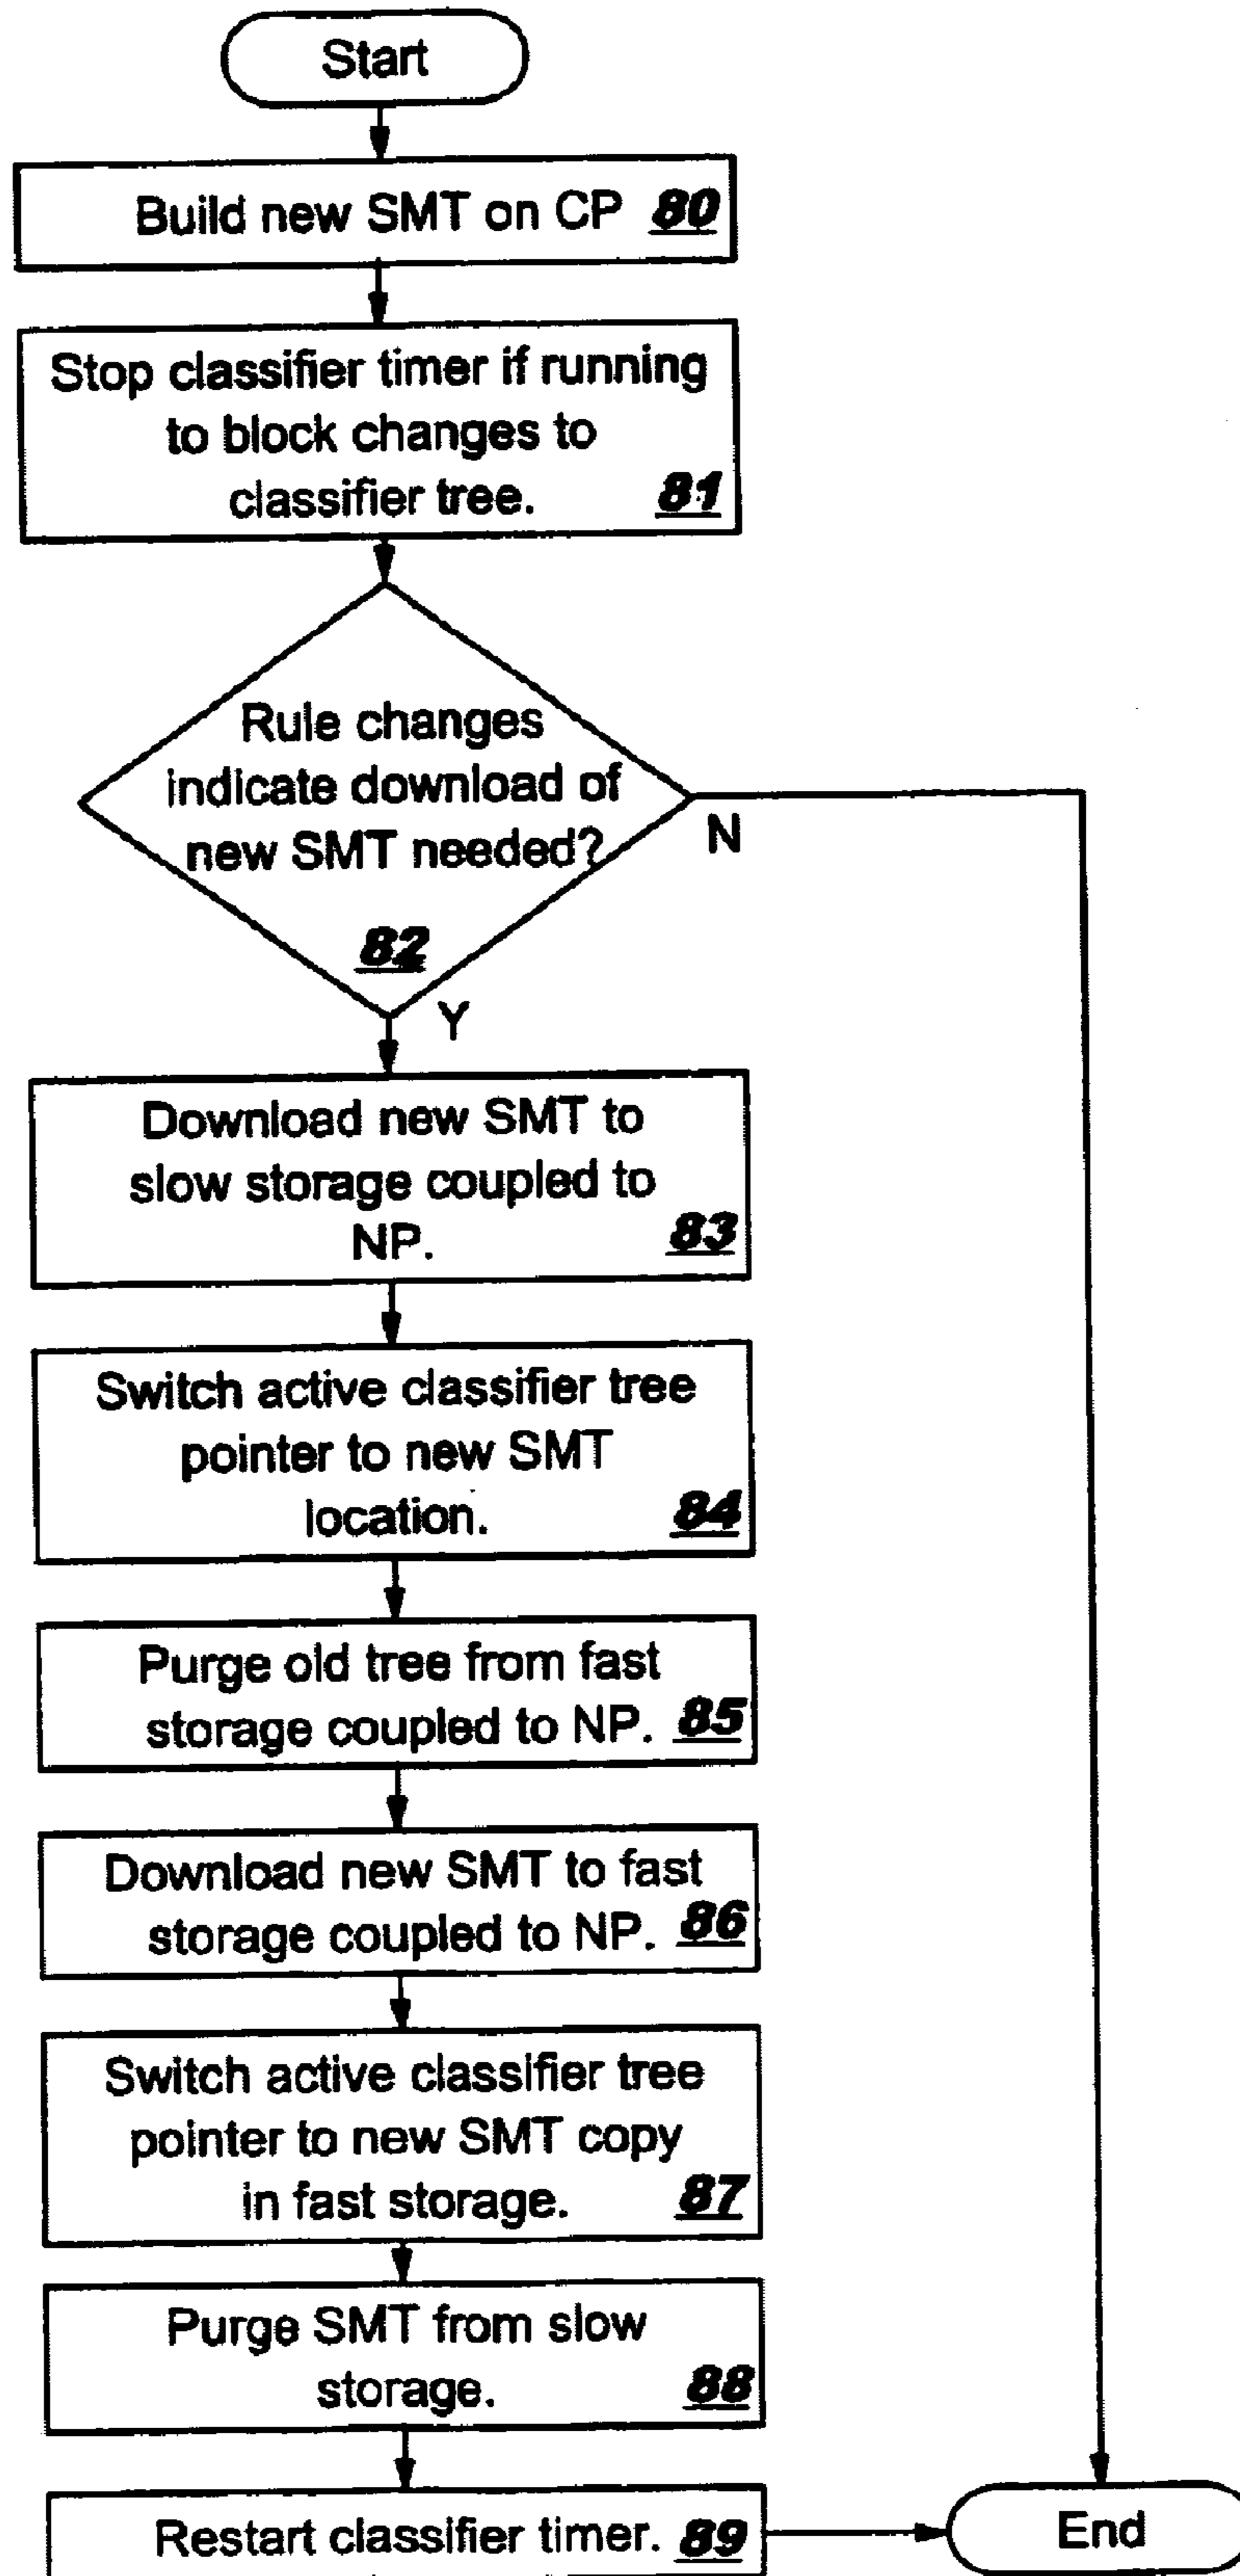 Start
Build new SMT on CP 80
Stop classifier timer if running
to block changes to
classifier tree. 81
Rule changes
indicate download of
new SMT needed?
82
N
Y
Download new SMT to
slow storage coupled to
NP. 83
Switch active classifier tree
pointer to new SMT
location. 84
Purge old tree from fast
storage coupled to NP. 85
Download new SMT to fast
storage coupled to NP. 86
Switch active classifier tree
pointer to new SMT copy
in fast storage. 87
Purge SMT from slow
storage. 88
Restart classifier timer. 89
End